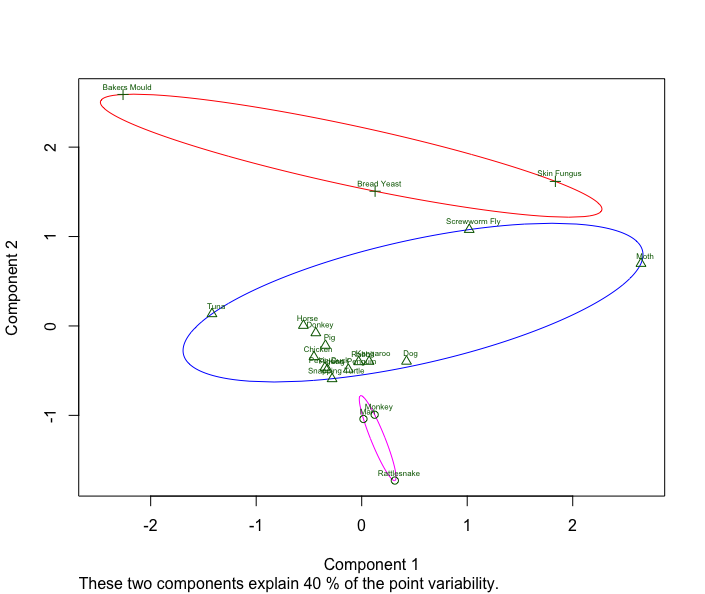 Bakers Mould
Skin Fungus
Bread Yeast
Screwworm Fly
Moth
Tuna
Horse
Donkey
Pig
Chicken
Kangaroo
Dog
Snapping Turtle
Monkey
Man
Rattlesnake
2
1
0
-1
-2
-1
0
1
2
Component 2
Component 1
These two components explain 40 % of the point variability.